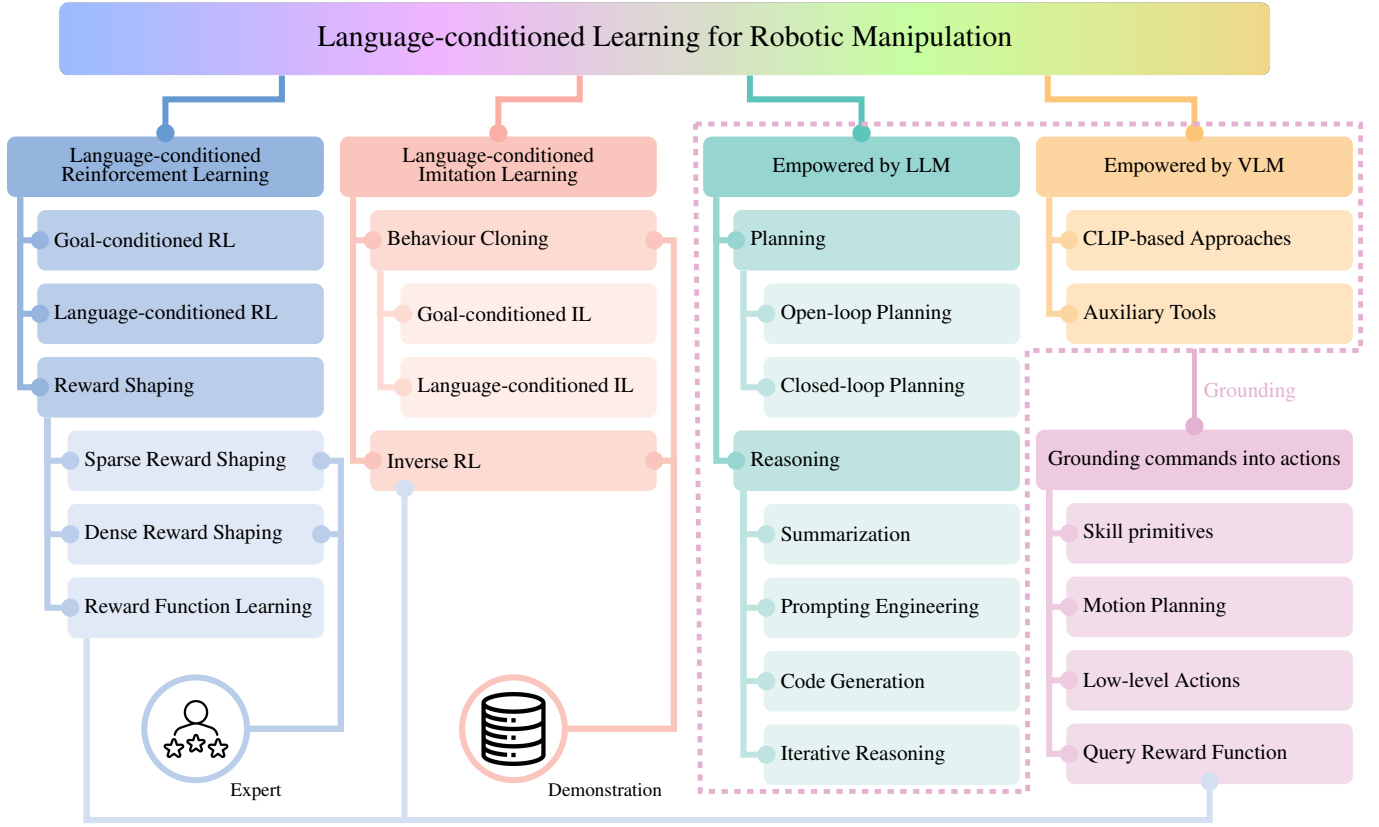 Language-conditioned Learning for Robotic Manipulation
Language-conditioned
Reinforcement Learning
Goal-conditioned RL
Language-conditioned RL
Reward Shaping
Sparse Reward Shaping
Dense Reward Shaping
Reward Function Learning
Expert
Language-conditioned
Imitation Learning
Behaviour Cloning
Goal-conditioned IL
Language-conditioned IL
Inverse RL
Demonstration
Empowered by LLM
Planning
Open-loop Planning
Closed-loop Planning
Reasoning
Summarization
Prompting Engineering
Code Generation
Iterative Reasoning
Empowered by VLM
CLIP-based Approaches
Auxiliary Tools
Grounding
Grounding commands into actions
Skill primitives
Motion Planning
Low-level Actions
Query Reward Function